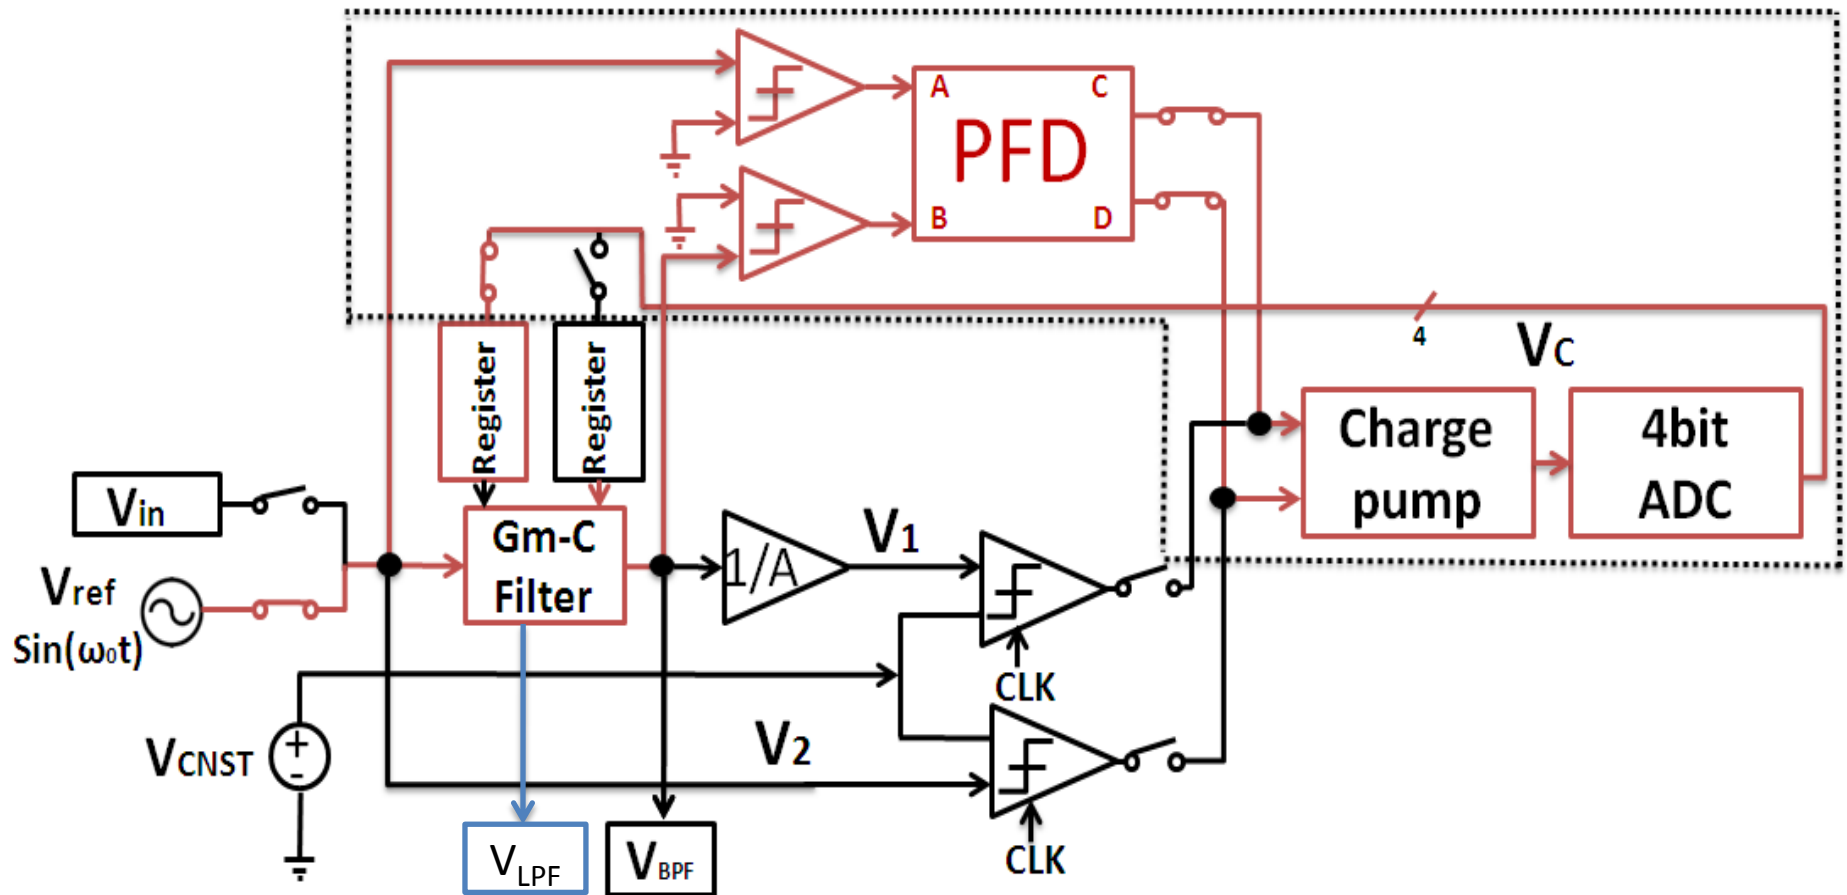 A
C
PFD
B
D
4
VC
Register
Register
Charge
pump
4bit
ADC
Vin
Gm-C
Filter
1/A
V1
Vref
Sin(ω0t)
CLK
VCNST
+
-
V2
CLK
VLPF
VBPF